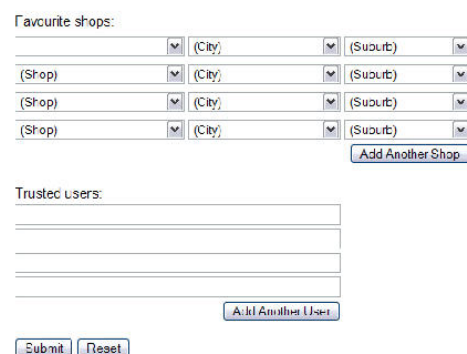 Favourite shops:
(City) (Suburb)
(Shop) (City) (Suburb)
(Shop) (City) (Suburb)
(Shop) (City) (Suburb)
Add Another Shop
Trusted users:
Add Another User
Submit Reset